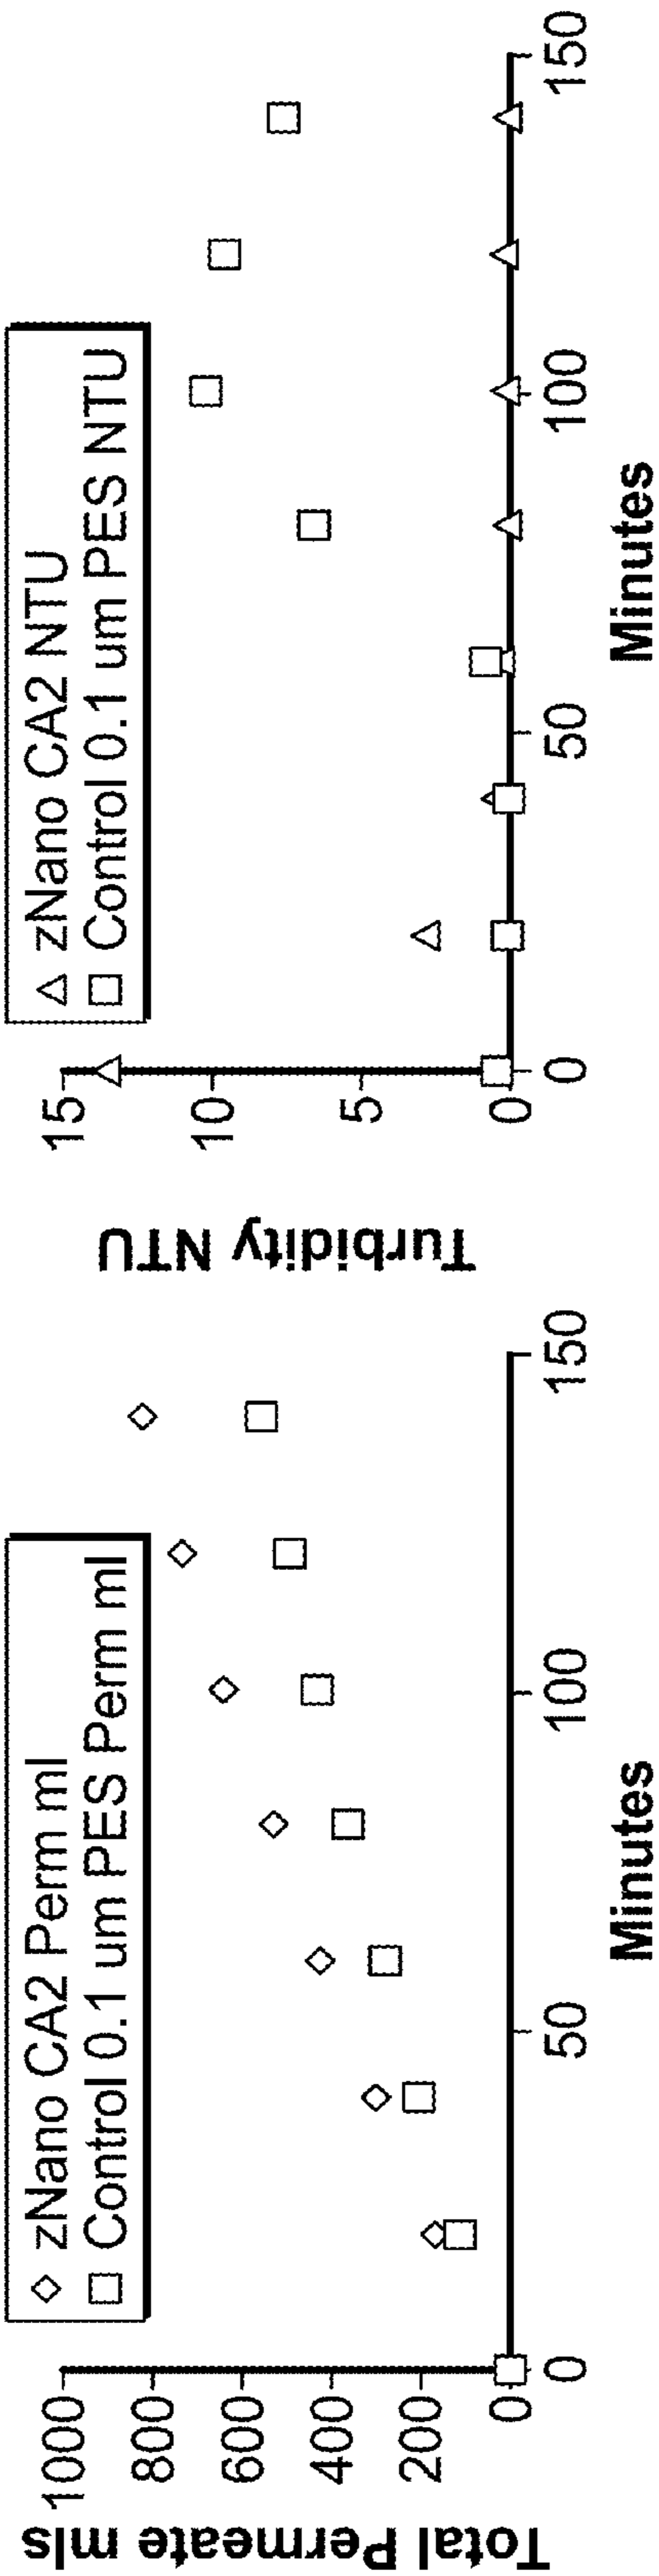 Total Permeate mls
1000
800
600
400
200
0
zNano CA2 Perm ml
Control 0.1 um PES Perm ml
0
50
100
150
Minutes
Turbidity NTU
15
10
5
0
zNano CA2 NTU
Control 0.1 um PES NTU
0
50
100
150
Minutes